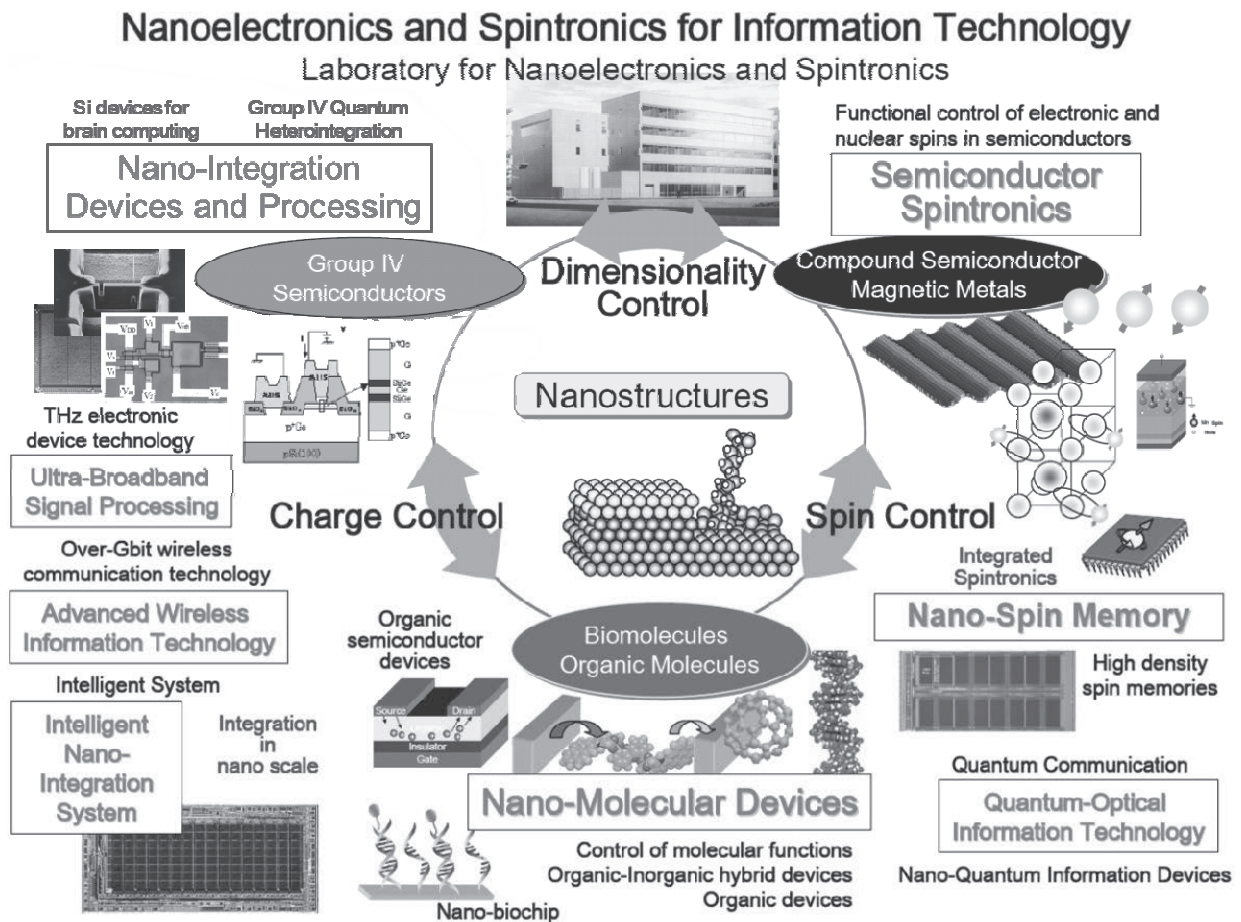 Nanoelectronics and Spintronics for Information Technology
Laboratory for Nanoelectronics and Spintronics
Si devices for
brain computing
Group IV Quantum
Heterointegration
Nano-Integration
Devices and Processing
Functional control of electronic and
nuclear spins in semiconductors
Semiconductor
Spintronics
Group IV
Semiconductors
Dimensionality
Control
Compound Semiconductor
Magnetic Metals
Nanostructures
THz electronic
device technology
Ultra-Broadband
Signal Processing
Charge Control
Spin Control
Over-Gbit wireless
communication technology
Advanced Wireless
Information Technology
Integrated
Spintronics
Nano-Spin Memory
High density
spin memories
Organic
semiconductor
devices
Biomolecules
Organic Molecules
Source
Drain
Insulator
Gate
Intelligent System
Intelligent
Nano-
Integration
System
Integration
in
nano scale
Nano-Molecular Devices
Control of molecular functions
Organic-Inorganic hybrid devices
Organic devices
Nano-biochip
Quantum Communication
Quantum-Optical
Information Technology
Nano-Quantum Information Devices